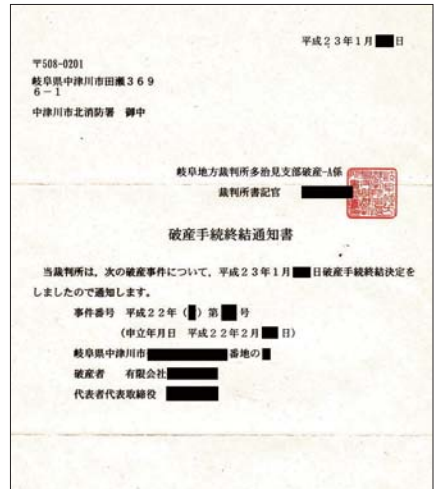 平成23年1月 日
〒508-0201
岐阜県中津川市田瀬369
6-1
中津川市北消防署 御中
岐阜地方裁判所多治見支部破産-A係
裁判所書記官
破産手続終結通知書
当裁判所は，次の破産事件について，平成23年1月 日破産手続終結決定を
しましたので通知します。
事件番号 平成22年（ ）第 号
（申立年月日 平成22年2月 日）
岐阜県中津川市 番地の
破産者 有限会社
代表者代表取締役